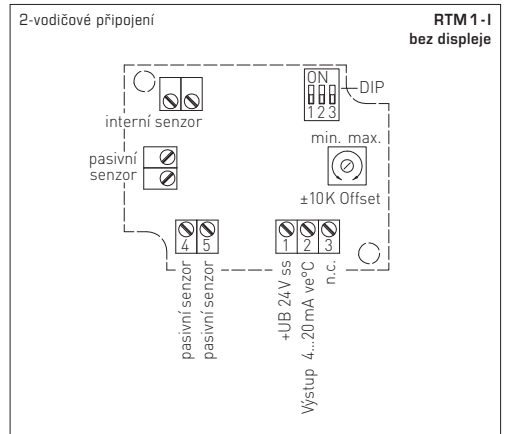 2-vodičové připojení
RTM 1 - I
bez displeje
ON
1 2 3
DIP
interní senzor
min. max.
pasivní
senzor
±10K Offset
4 5
1 2 3
pasivní senzor
pasivní senzor
+UB 24V ss
Výstup 4...20 mA ve°C
n.c.